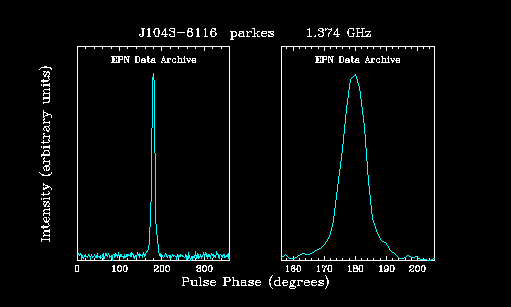 J1043-6116 parkes 1.374 GHz
EPN Data Archive EPN Data Archive
Intensity (arbitrary units)
0 100 200 300 160 170 180 190 200
Pulse Phase (degrees)